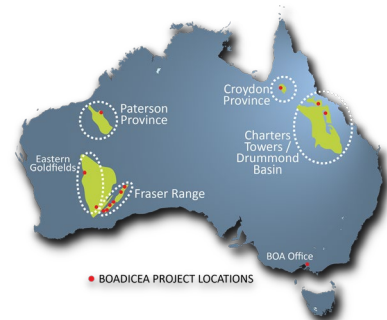 Croydon
Province
Paterson
Province
Charters
Towers /
Drummond
Basin
Eastern
Goldfields
Fraser Range
BOA Office
BOADICEA PROJECT LOCATIONS